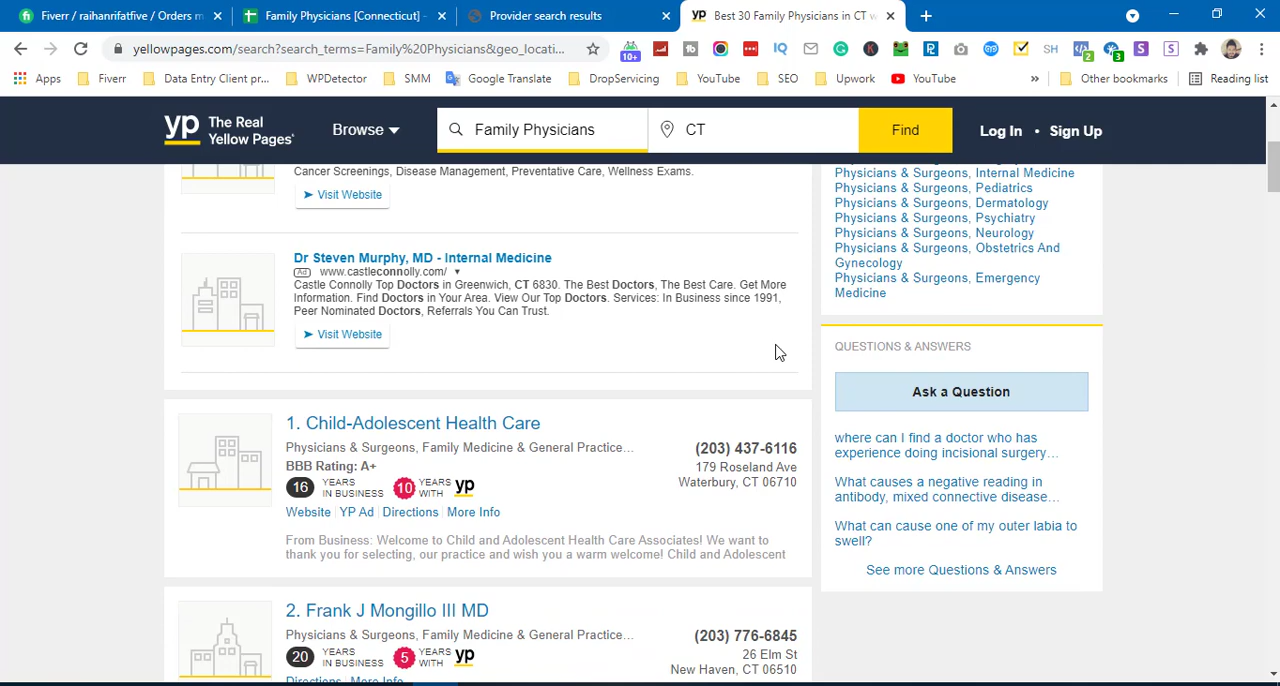 fi Fiverr / raihanrifatfive / Orders m
Family Physicians [Connecticut] -
Provider search results
YP Best 30 Family Physicians in CT w
yellowpages.com/search?search_terms=Family%20Physicians&geo_locati...
10+
IQ
SH
2
3
S
S
Apps
Fiverr
Data Entry Client pr...
WPDetector
SMM
Google Translate
DropServicing
YouTube
SEO
Upwork
YouTube
»
Other bookmarks
Reading list
yp The Real Yellow Pages®
Browse
Family Physicians
CT
Find
Log In • Sign Up
Cancer Screenings, Disease Management, Preventative Care, Wellness Exams.
➤ Visit Website
Dr Steven Murphy, MD - Internal Medicine
Ad www.castleconnolly.com/ ▾
Castle Connolly Top Doctors in Greenwich, CT 6830. The Best Doctors, The Best Care. Get More
Information. Find Doctors in Your Area. View Our Top Doctors. Services: In Business since 1991,
Peer Nominated Doctors, Referrals You Can Trust.
➤ Visit Website
1. Child-Adolescent Health Care
Physicians & Surgeons, Family Medicine & General Practice...
BBB Rating: A+
16 YEARS IN BUSINESS 10 YEARS WITH yp
Website YP Ad Directions More Info
(203) 437-6116
179 Roseland Ave
Waterbury, CT 06710
From Business: Welcome to Child and Adolescent Health Care Associates! We want to
thank you for selecting, our practice and wish you a warm welcome! Child and Adolescent
2. Frank J Mongillo III MD
Physicians & Surgeons, Family Medicine & General Practice...
20 YEARS IN BUSINESS 5 YEARS WITH yp
Directions More Info
(203) 776-6845
26 Elm St
New Haven, CT 06510
Physicians & Surgeons, Internal Medicine
Physicians & Surgeons, Pediatrics
Physicians & Surgeons, Dermatology
Physicians & Surgeons, Psychiatry
Physicians & Surgeons, Neurology
Physicians & Surgeons, Obstetrics And
Gynecology
Physicians & Surgeons, Emergency
Medicine
QUESTIONS & ANSWERS
Ask a Question
where can I find a doctor who has
experience doing incisional surgery...
What causes a negative reading in
antibody, mixed connective disease...
What can cause one of my outer labia to
swell?
See more Questions & Answers